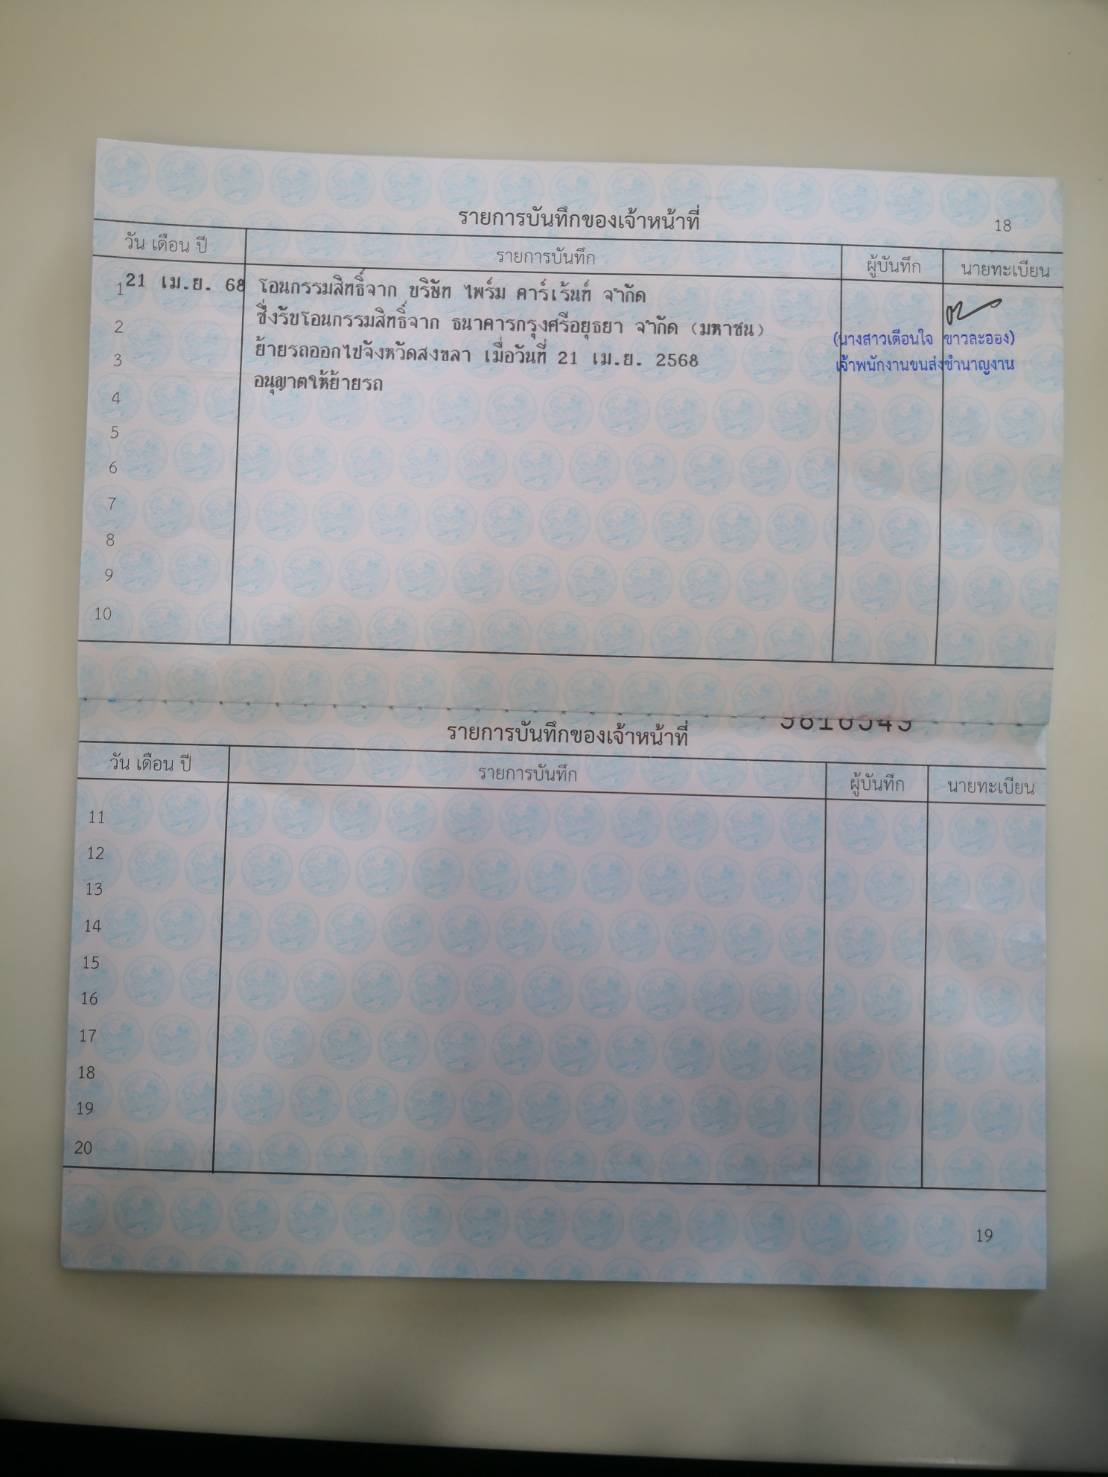 รายการบันทึกของเจ้าหน้าที่ 18
วัน เดือน ปี รายการบันทึก ผู้บันทึก นายทะเบียน
1 21 เม.ย. 68 โอนกรรมสิทธิ์จาก บริษัท ไพร์ม คาร์เร้นท์ จำกัด
2 ซึ่งรับโอนกรรมสิทธิ์จาก ธนาคารกรุงศรีอยุธยา จำกัด (มหาชน) (นางสาวเดือนใจ ขาวละออง)
3 ย้ายรถออกไปจังหวัดสงขลา เมื่อวันที่ 21 เม.ย. 2568 เจ้าพนักงานขนส่งชำนาญงาน
4 อนุญาตให้ย้ายรถ
5
6
7
8
9
10
รายการบันทึกของเจ้าหน้าที่
วัน เดือน ปี รายการบันทึก ผู้บันทึก นายทะเบียน
11
12
13
14
15
16
17
18
19
20
19